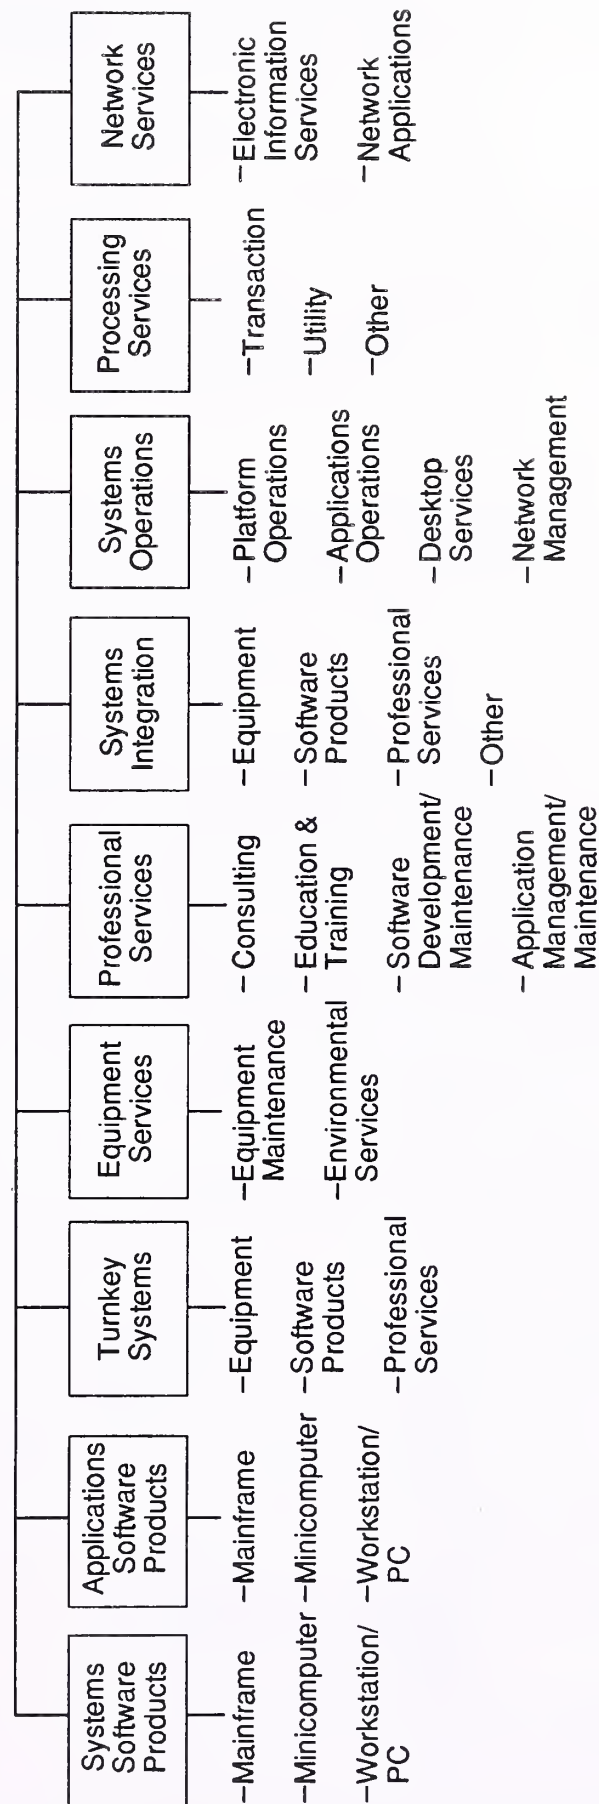 Systems
Software
Products
–Mainframe
–Minicomputer
–Workstation/
PC
Applications
Software
Products
–Mainframe
–Minicomputer
–Workstation/
PC
Turnkey
Systems
–Equipment
–Software
Products
–Professional
Services
Equipment
Services
–Equipment
Maintenance
–Environmental
Services
Professional
Services
–Consulting
–Education &
Training
–Software
Development/
Maintenance
–Application
Management/
Maintenance
Systems
Integration
–Equipment
–Software
Products
–Professional
Services
–Other
Systems
Operations
–Platform
Operations
–Applications
Operations
–Desktop
Services
–Network
Management
Processing
Services
–Transaction
–Utility
–Other
Network
Services
–Electronic
Information
Services
–Network
Applications